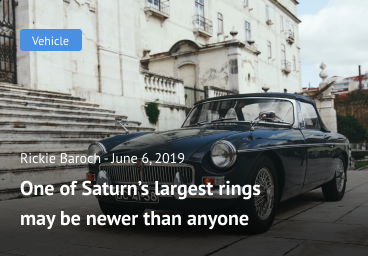 Vehicle
Rickie Baroch - June 6, 2019
One of Saturn's largest rings
may be newer than anyone